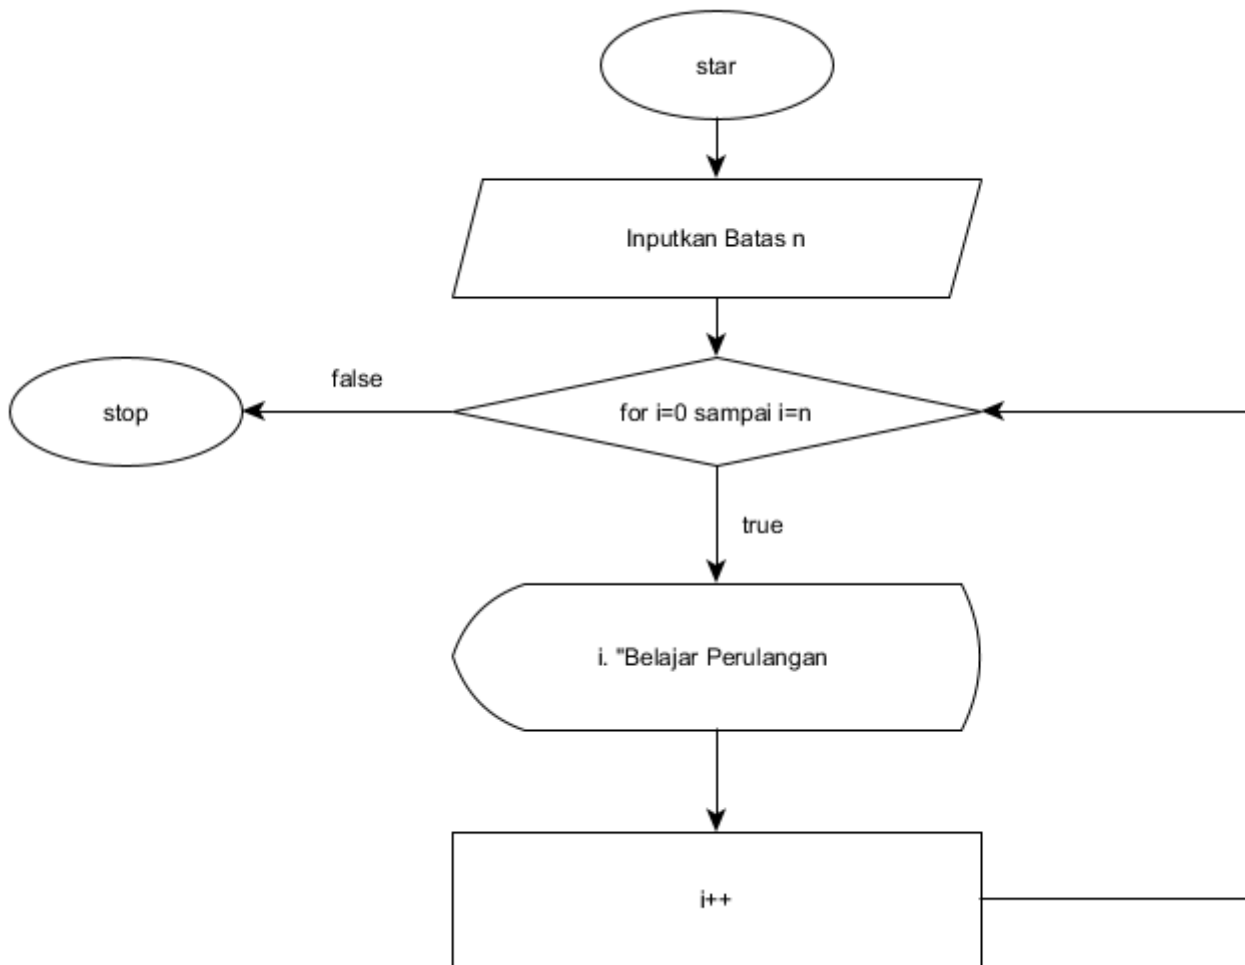 star
Inputkan Batas n
false
stop
for i=0 sampai i=n
true
i. "Belajar Perulangan
i++